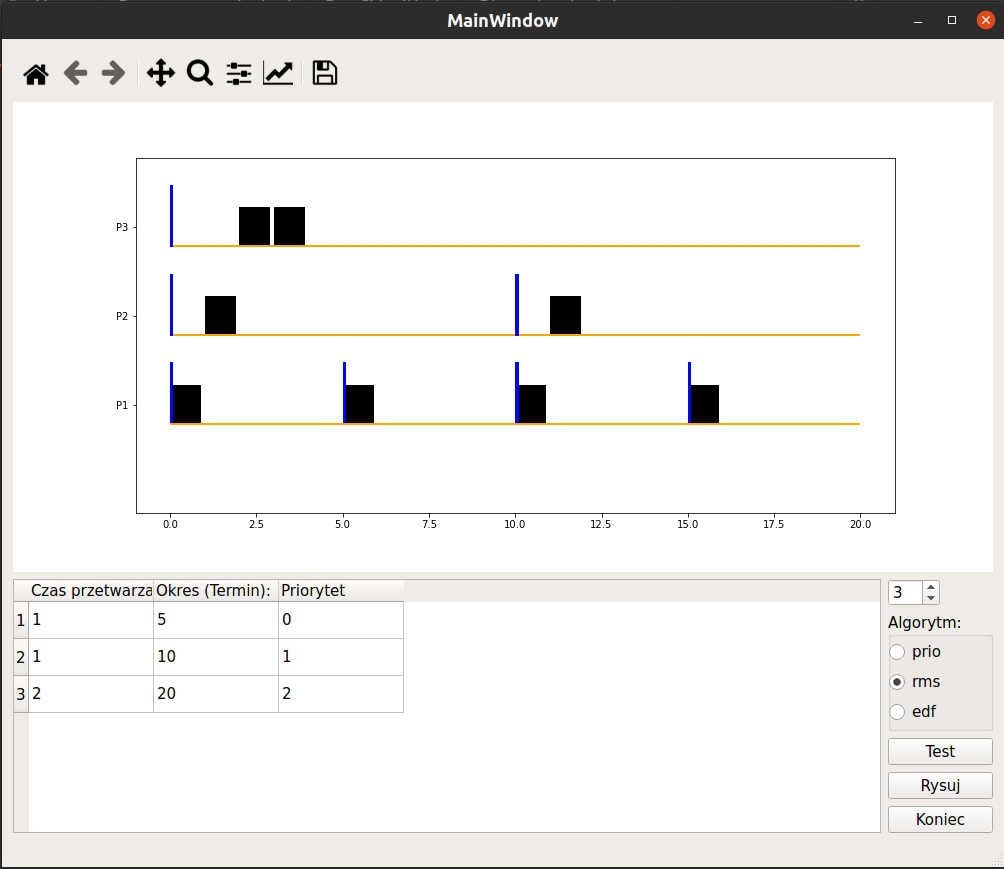 MainWindow
P3
P2
P1
0.0 2.5 5.0 7.5 10.0 12.5 15.0 17.5 20.0
Czas przetwarza Okres (Termin): Priorytet
1 1 5 0
2 1 10 1
3 2 20 2
3
Algorytm:
prio
rms
edf
Test
Rysuj
Koniec